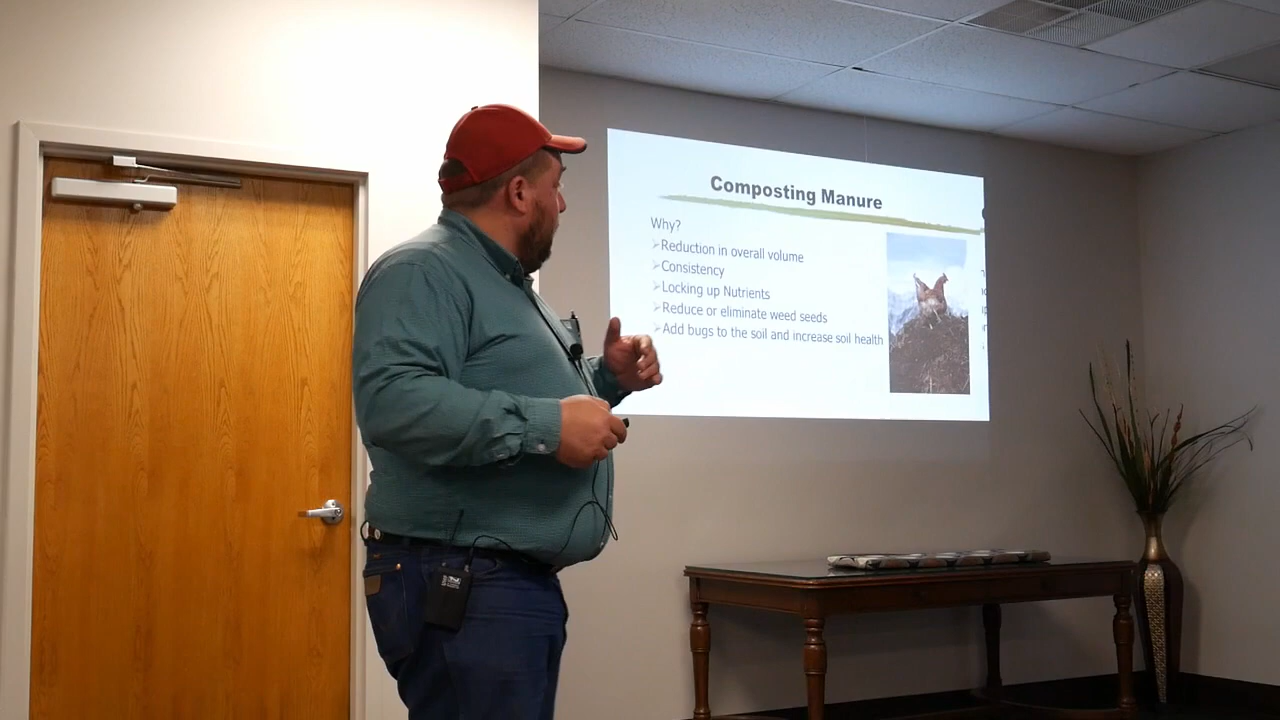 Composting Manure
Why?
➢Reduction in overall volume
➢Consistency
➢Locking up Nutrients
➢Reduce or eliminate weed seeds
➢Add bugs to the soil and increase soil health